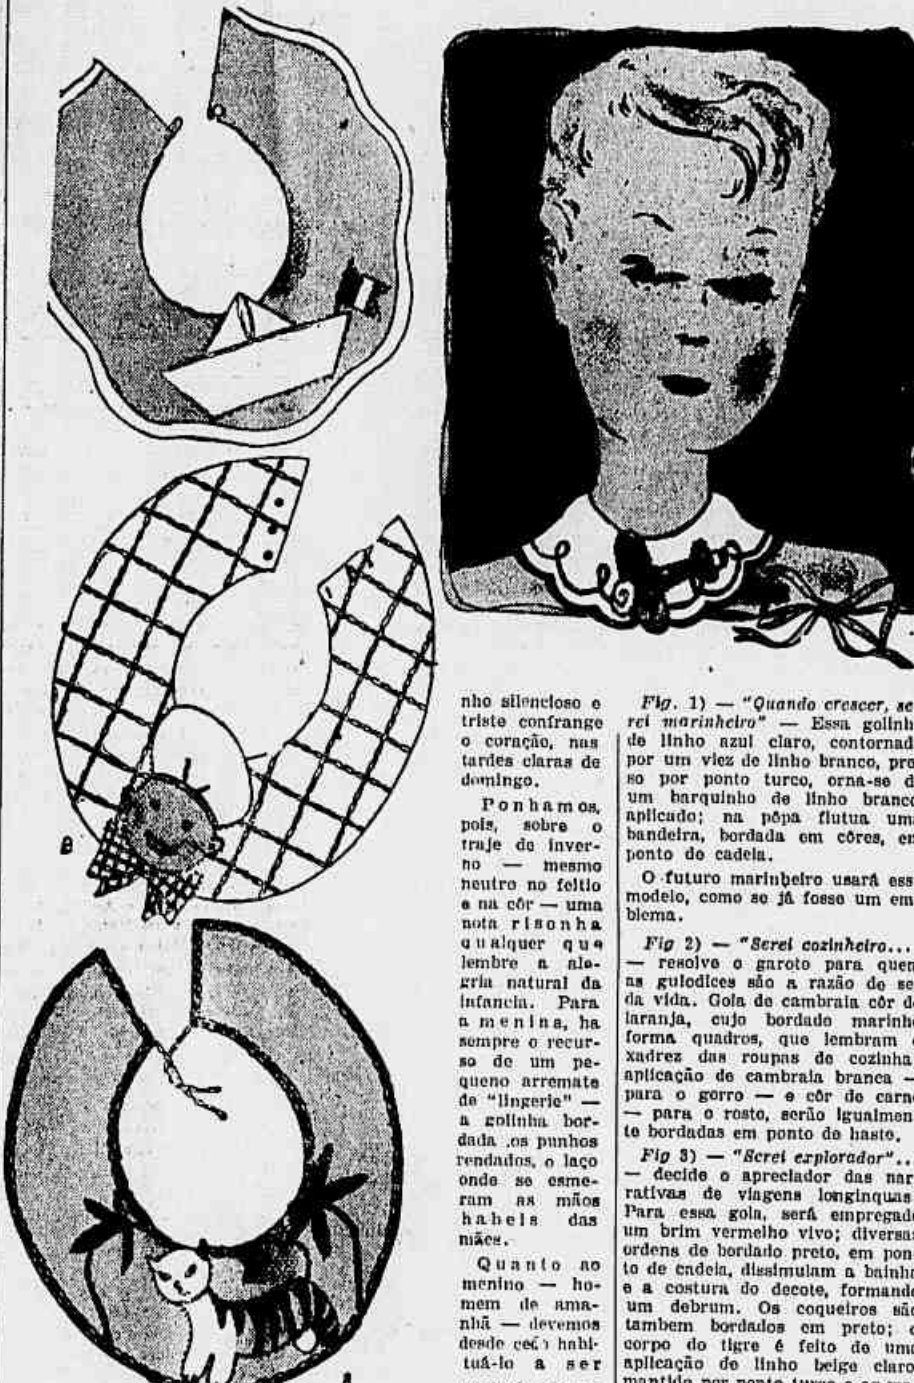 B
nho silencioso e
triste confrange
o coração, nas
tardes claras de
domingo.
Ponhamos,
pois, sobre o
traje de inver-
no — mesmo
neutro no feitio
e na côr — uma
nota risonha
qualquer que
lembre a ale-
gria natural da
infancia. Para
a menina, ha
sempre o recur-
so de um pe-
queno arremate
de "lingerie" —
a golinha bor-
dada ,os punhos
rendados, o laço
onde se esme-
ram as mãos
habeis das
mães.
Quanto ao
menino — ho-
mem de ama-
nhã — devemos
desde cedo habi-
tuá-lo a ser
Fig. 1) — "Quando crescer, se-
rei marinheiro" — Essa golinh
de linho azul claro, contornad
por um viez de linho branco, pre
so por ponto turco, orna-se d
um barquinho de linho branco
aplicado; na pôpa flutua uma
bandeira, bordada em côres, em
ponto de cadeia.
O futuro marinheiro usará ess
modelo, como se já fosse um em
blema.
Fig 2) — "Serei cozinheiro...
— resolve o garoto para quem
as gulodices são a razão de se
da vida. Gola de cambraia côr de
laranja, cujo bordado marinho
forma quadros, que lembram o
xadrez das roupas de cozinha
aplicação de cambraia branca —
para o gorro — e côr de carne
— para o rosto, serão igualmen
te bordadas em ponto de haste.
Fig 3) — "Serei explorador"..
— decide o apreciador das nar
rativas de viagens longinquas
Para essa gola, será empregado
um brim vermelho vivo; diversas
ordens de bordado preto, em pon
to de cadeia, dissimulam a bainha
e a costura do decote, formando
um debrum. Os coqueiros são
tambem bordados em preto; o
corpo do tigre é feito de uma
aplicação de linho beige claro,
mantida por ponto turco